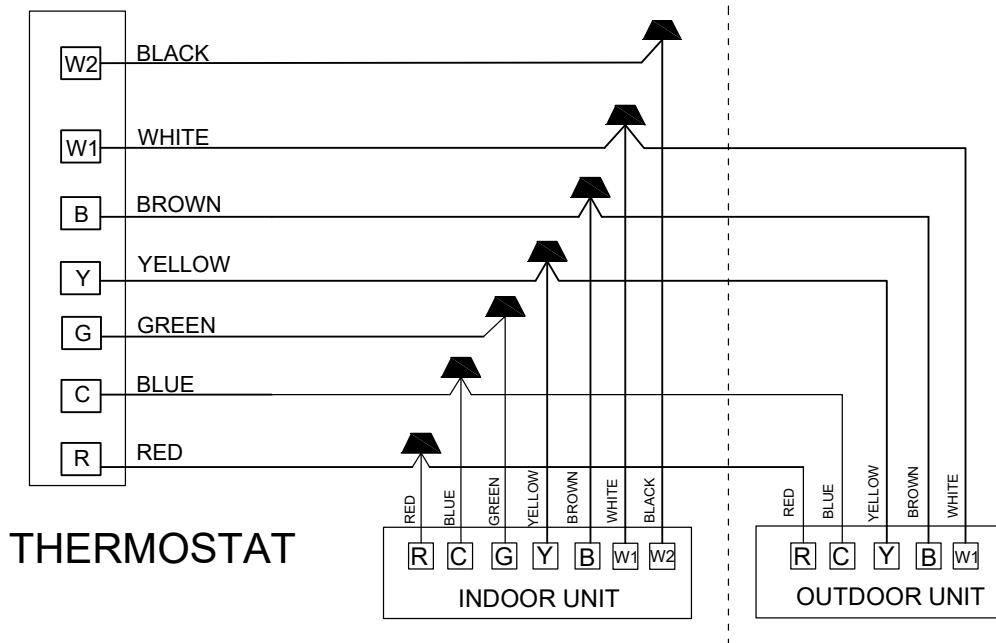 W2 BLACK
W1 WHITE
B BROWN
Y YELLOW
G GREEN
C BLUE
R RED
THERMOSTAT
RED BLUE GREEN YELLOW BROWN WHITE BLACK
R C G Y B W1 W2
INDOOR UNIT
RED BLUE YELLOW BROWN WHITE
R C Y B W1
OUTDOOR UNIT